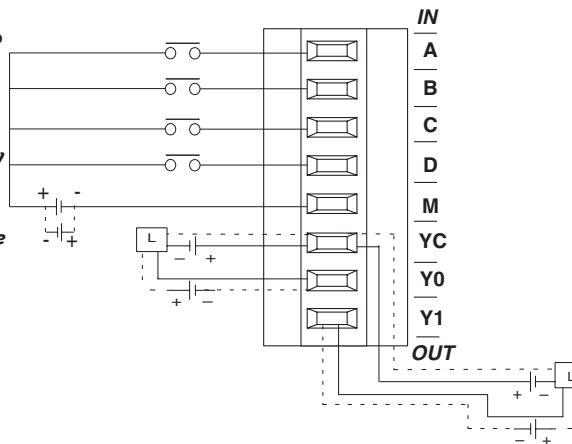 IN
A
B
C
D
+ -
M
- +
e
L
YC
- +
Y0
+ -
Y1
OUT
L
+ -
- +